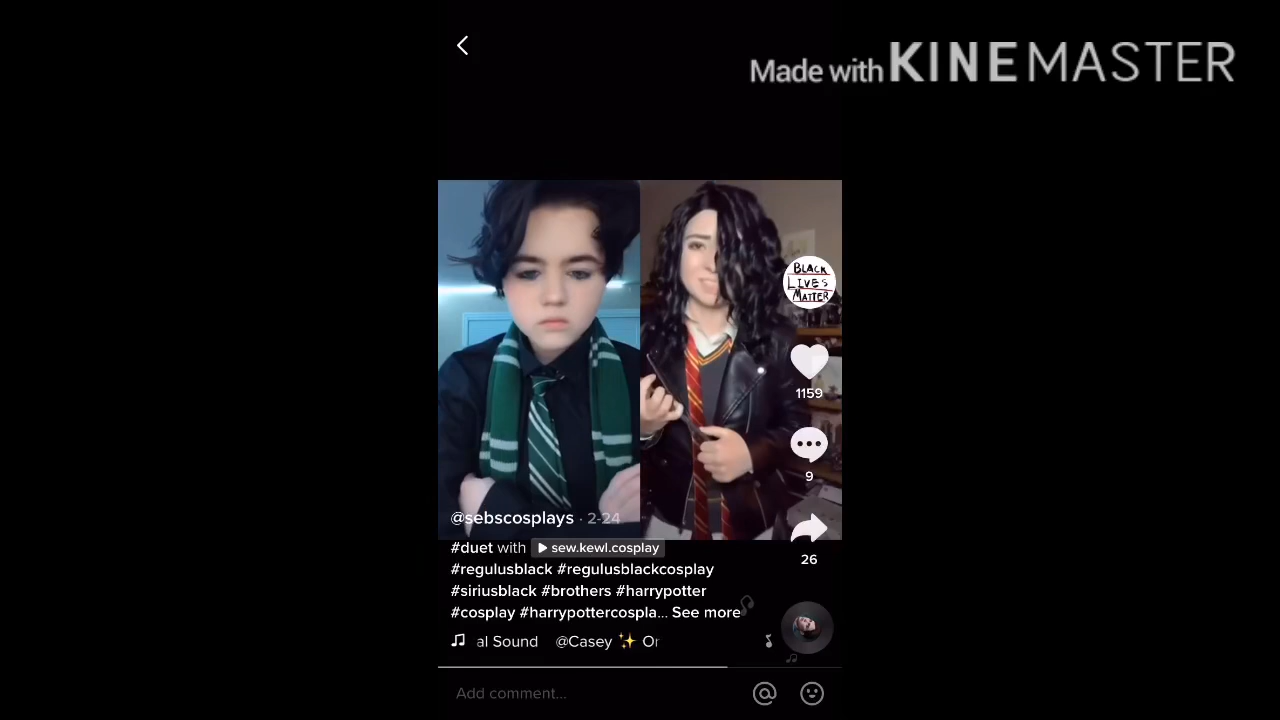 Made with KINEMASTER
BLACK
LIVES
MATTER
1159
9
@sebscosplays · 2-24
#duet with sew.kewl.cosplay
26
#regulusblack #regulusblackcosplay
#siriusblack #brothers #harrypotter
#cosplay #harrypottercospla... See more
al Sound @Casey ✨ Or
Add comment...